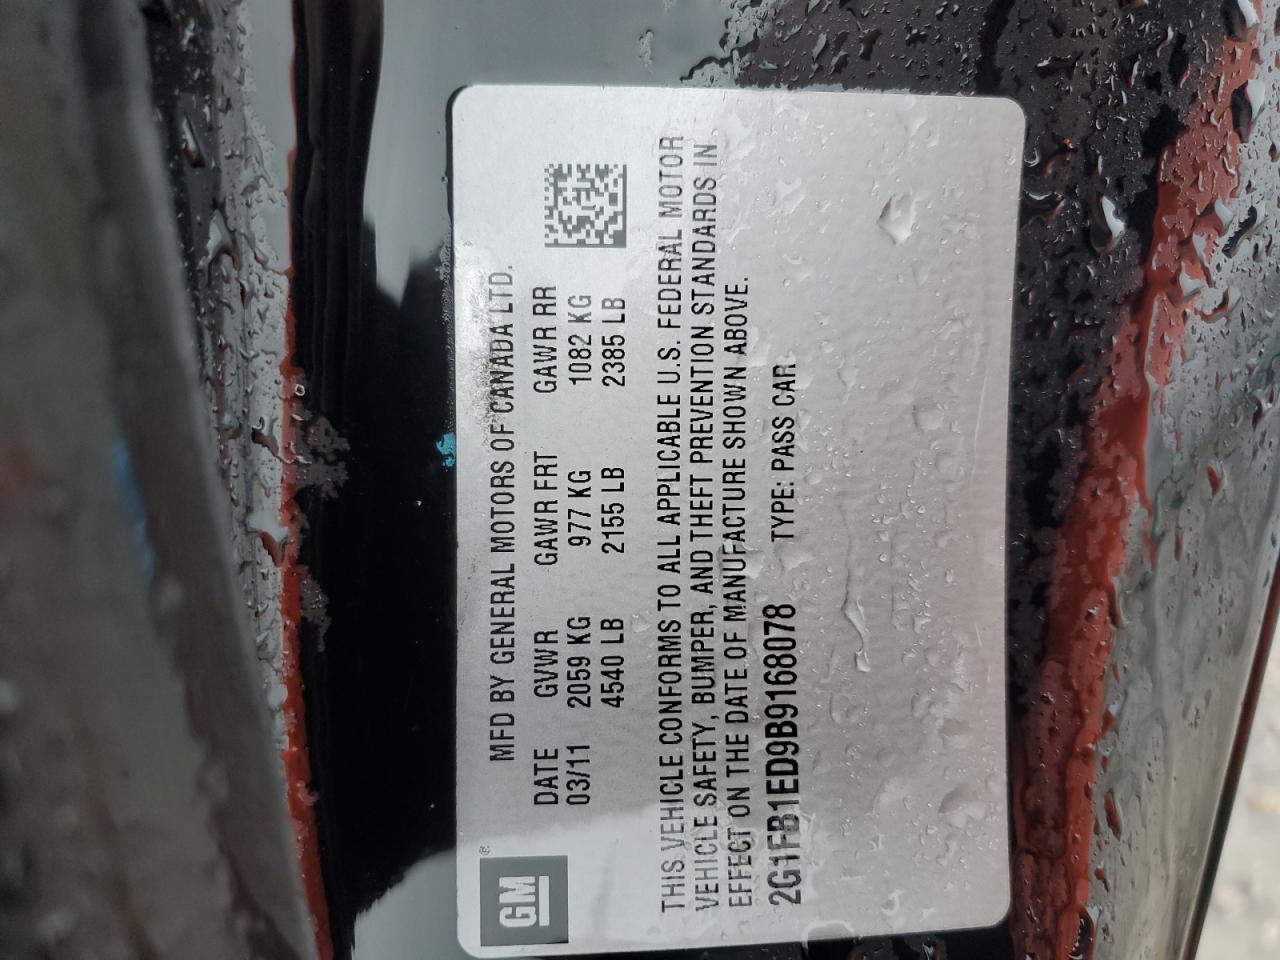 GM ®
MFD BY GENERAL MOTORS OF CANADA LTD.
DATE GVWR GAWR FRT GAWR RR
03/11 2059 KG 977 KG 1082 KG
4540 LB 2155 LB 2385 LB
THIS VEHICLE CONFORMS TO ALL APPLICABLE U.S. FEDERAL MOTOR
VEHICLE SAFETY, BUMPER, AND THEFT PREVENTION STANDARDS IN
EFFECT ON THE DATE OF MANUFACTURE SHOWN ABOVE.
2G1FB1ED9B9168078 TYPE: PASS CAR